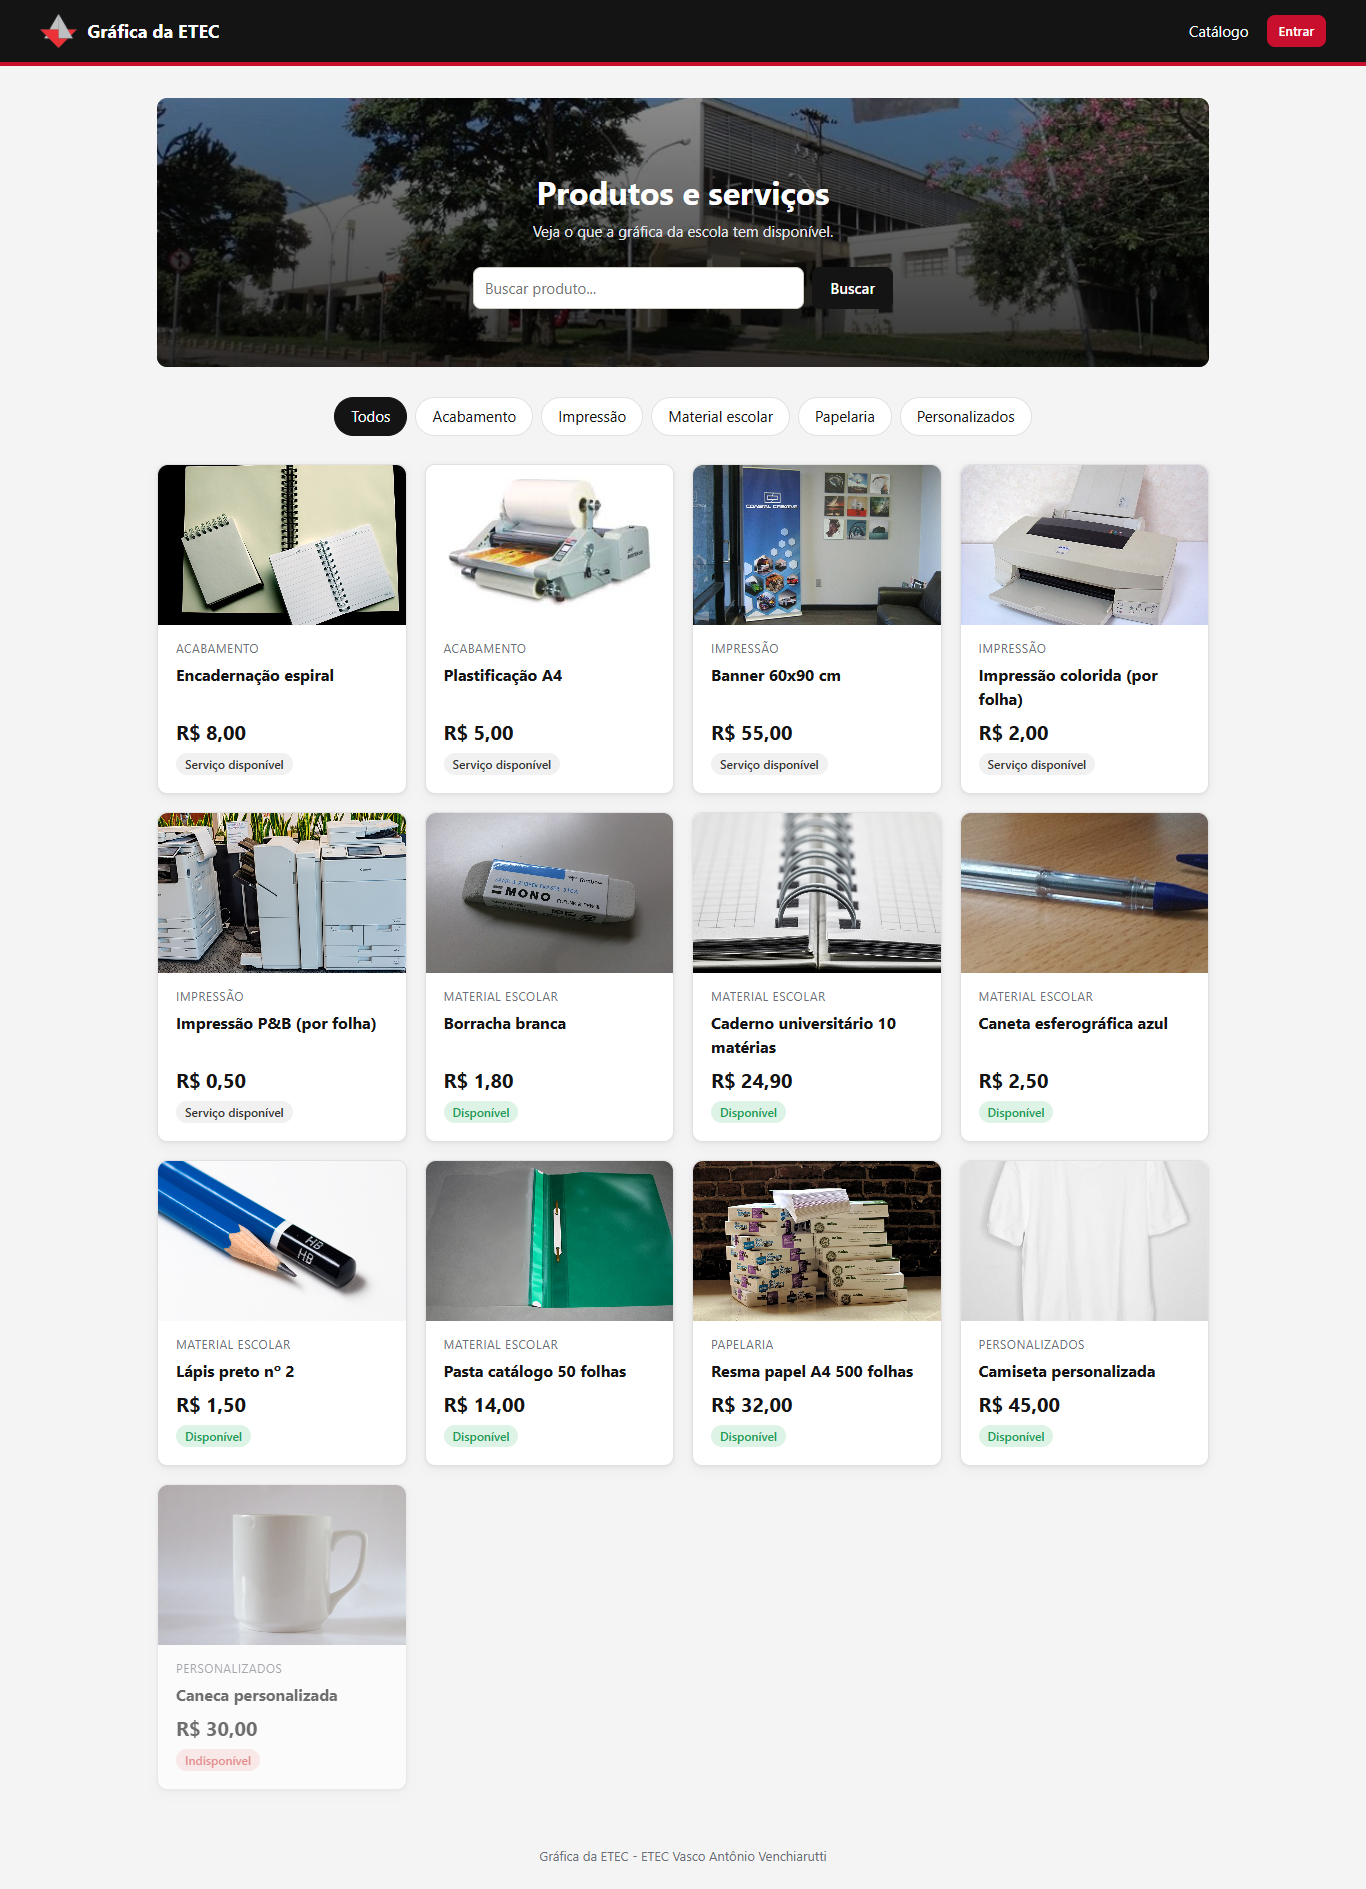 Gráfica da ETEC
Catálogo
Entrar
Produtos e serviços
Veja o que a gráfica da escola tem disponível.
Buscar produto...
Buscar
Todos
Acabamento
Impressão
Material escolar
Papelaria
Personalizados
COASTAL CREATIVE
ACABAMENTO
Encadernação espiral
R$ 8,00
Serviço disponível
ACABAMENTO
Plastificação A4
R$ 5,00
Serviço disponível
IMPRESSÃO
Banner 60x90 cm
R$ 55,00
Serviço disponível
IMPRESSÃO
Impressão colorida (por
folha)
R$ 2,00
Serviço disponível
IMPRESSÃO
Impressão P&B (por folha)
R$ 0,50
Serviço disponível
MONO
MATERIAL ESCOLAR
Borracha branca
R$ 1,80
Disponível
MATERIAL ESCOLAR
Caderno universitário 10
matérias
R$ 24,90
Disponível
MATERIAL ESCOLAR
Caneta esferográfica azul
R$ 2,50
Disponível
HB
HB
MATERIAL ESCOLAR
Lápis preto nº 2
R$ 1,50
Disponível
MATERIAL ESCOLAR
Pasta catálogo 50 folhas
R$ 14,00
Disponível
PAPELARIA
Resma papel A4 500 folhas
R$ 32,00
Disponível
PERSONALIZADOS
Camiseta personalizada
R$ 45,00
Disponível
PERSONALIZADOS
Caneca personalizada
R$ 30,00
Indisponível
Gráfica da ETEC - ETEC Vasco Antônio Venchiarutti